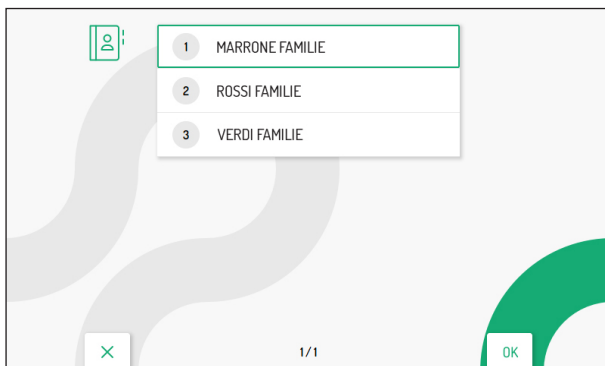 1 MARRONE FAMILIE
2 ROSSI FAMILIE
3 VERDI FAMILIE
1/1
OK